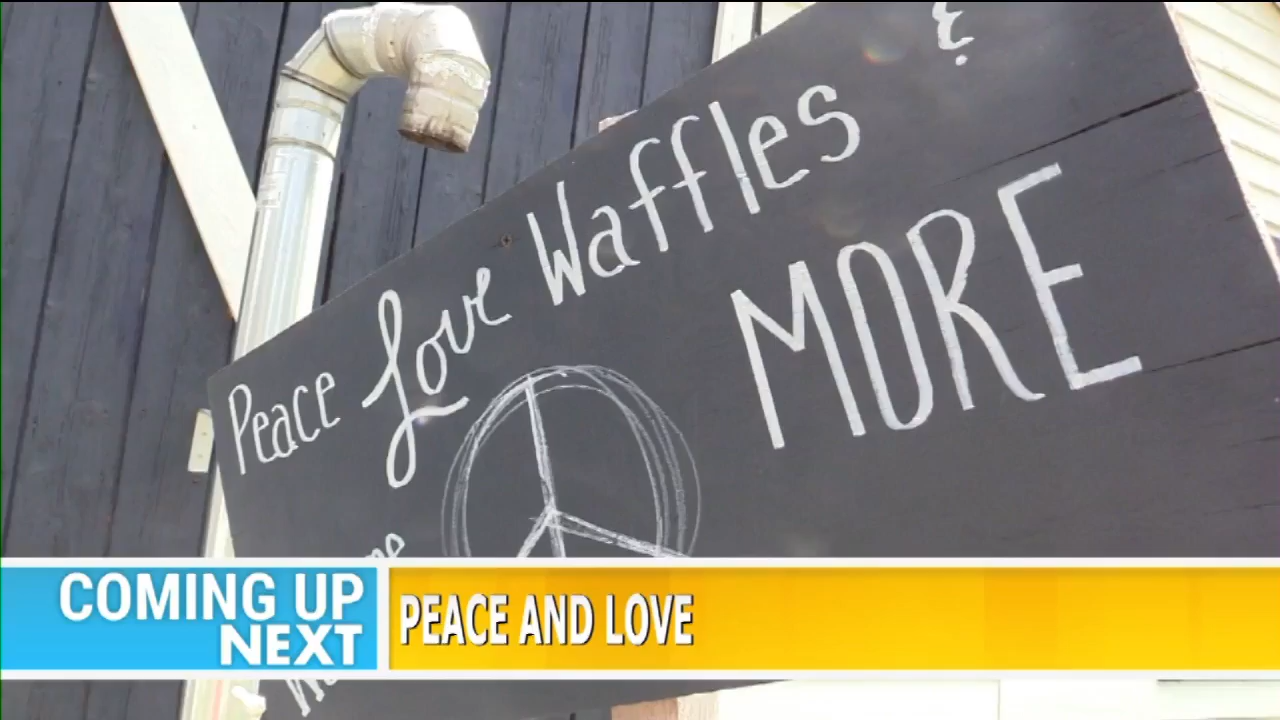 Peace Love Waffles &
MORE
COMING UP
NEXT
PEACE AND LOVE